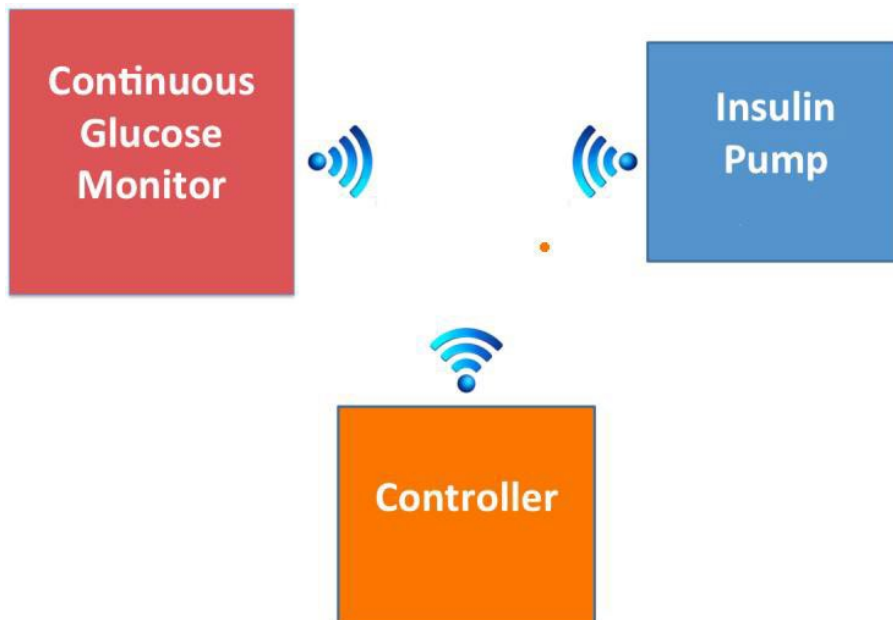 Continuous
Glucose
Monitor
Insulin
Pump
Controller